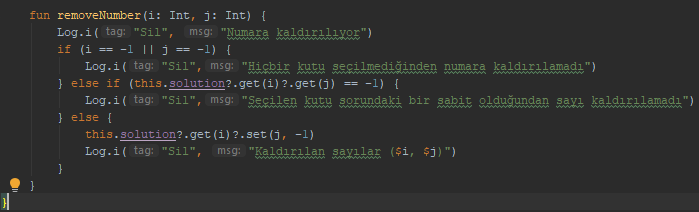 fun removeNumber(i: Int, j: Int) {
Log.i( tag: "Sil", msg: "Numara kaldırılıyor")
if (i == -1 || j == -1) {
Log.i( tag: "Sil", msg: "Hiçbir kutu seçilmediğinden numara kaldırılamadı")
} else if (this.solution?.get(i)?.get(j) == -1) {
Log.i( tag: "Sil", msg: "Seçilen kutu sorundaki bir sabit olduğundan sayı kaldırılamadı")
} else {
this.solution?.get(i)?.set(j, -1)
Log.i( tag: "Sil", msg: "Kaldırılan sayılar ($i, $j)")
}
}
}